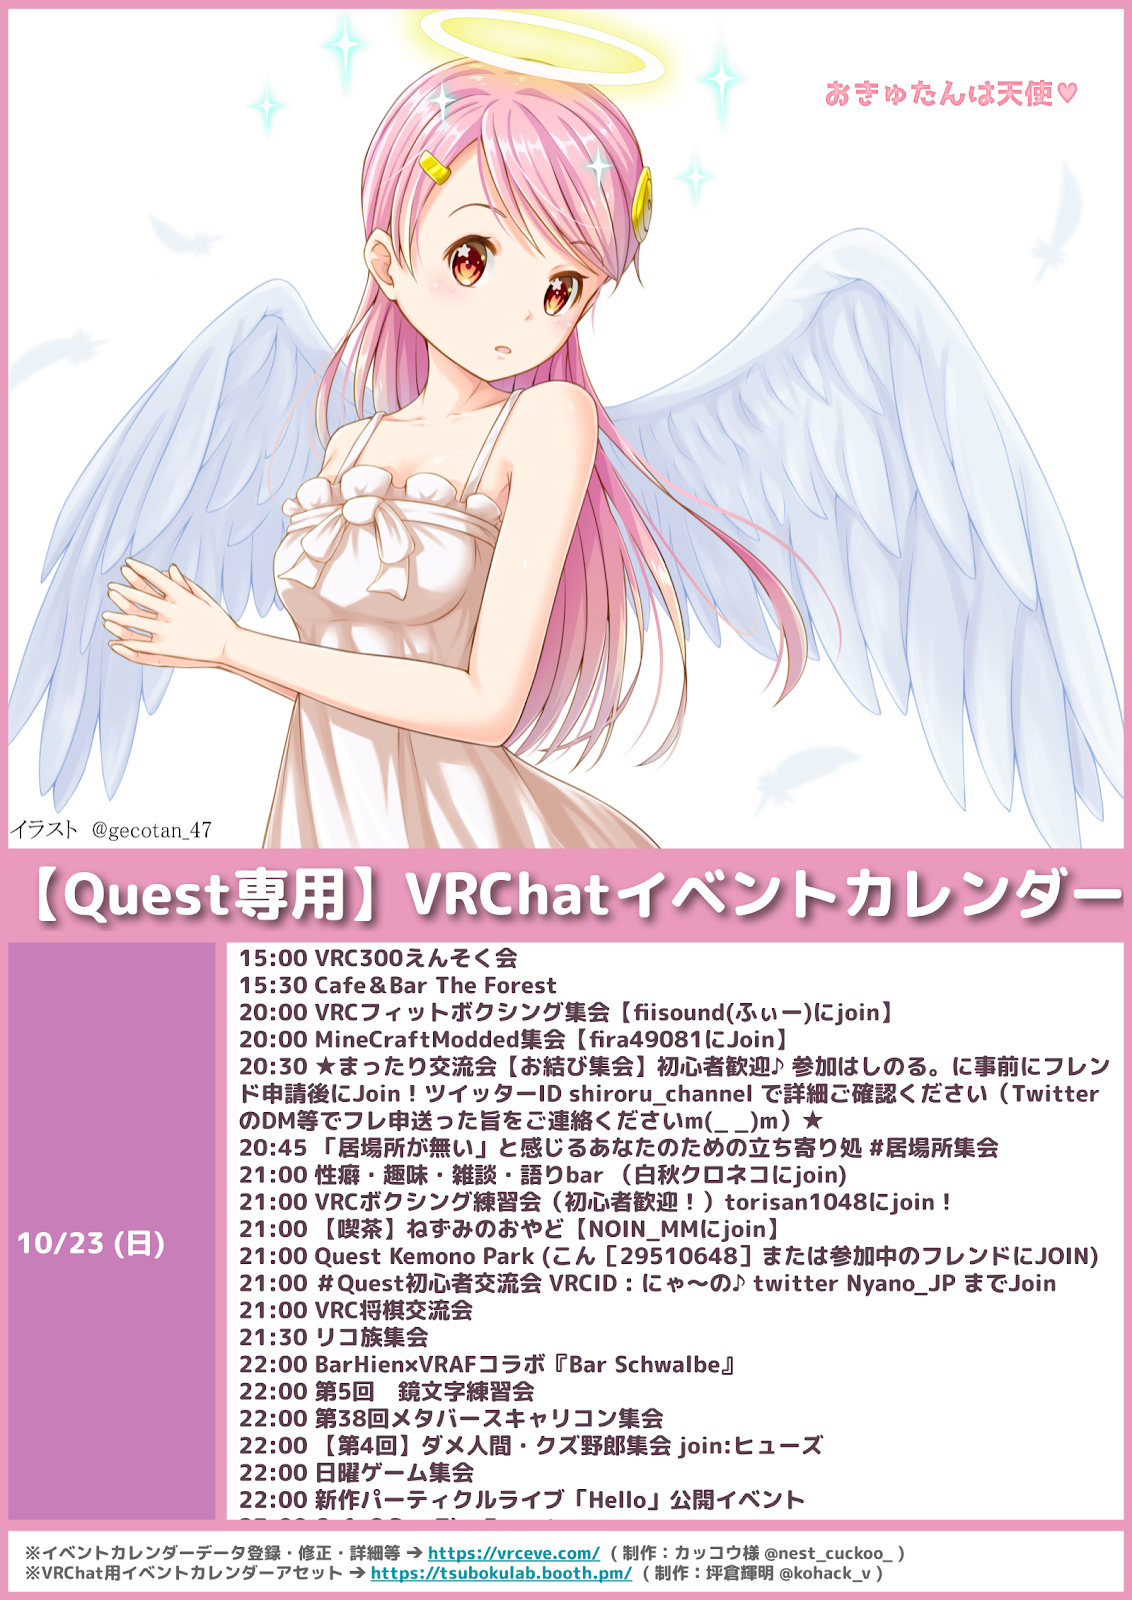 おきゅたんは天使♥
イラスト @gecotan_47
【Quest専用】VRChatイベントカレンダー
10/23 (日)
15:00 VRC300えんそく会
15:30 Cafe＆Bar The Forest
20:00 VRCフィットボクシング集会【fiisound(ふぃー)にjoin】
20:00 MineCraftModded集会【fira49081にJoin】
20:30 ★まったり交流会【お結び集会】初心者歓迎♪ 参加はしのる。に事前にフレン
ド申請後にJoin！ツイッターID shiroru_channel で詳細ご確認ください（Twitter
のDM等でフレ申送った旨をご連絡くださいm(_ _)m）★
20:45 「居場所が無い」と感じるあなたのための立ち寄り処 #居場所集会
21:00 性癖・趣味・雑談・語りbar （白秋クロネコにjoin)
21:00 VRCボクシング練習会（初心者歓迎！）torisan1048にjoin！
21:00 【喫茶】ねずみのおやど【NOIN_MMにjoin】
21:00 Quest Kemono Park (こん［29510648］または参加中のフレンドにJOIN)
21:00 ＃Quest初心者交流会 VRCID：にゃ〜の♪ twitter Nyano_JP までJoin
21:00 VRC将棋交流会
21:30 リコ族集会
22:00 BarHien×VRAFコラボ『Bar Schwalbe』
22:00 第5回　鏡文字練習会
22:00 第38回メタバースキャリコン集会
22:00 【第4回】ダメ人間・クズ野郎集会 join:ヒューズ
22:00 日曜ゲーム集会
22:00 新作パーティクルライブ「Hello」公開イベント
※イベントカレンダーデータ登録・修正・詳細等 ➔ https://vrceve.com/ （ 制作：カッコウ様 @nest_cuckoo_ ）
※VRChat用イベントカレンダーアセット ➔ https://tsubokulab.booth.pm/ （ 制作：坪倉輝明 @kohack_v ）